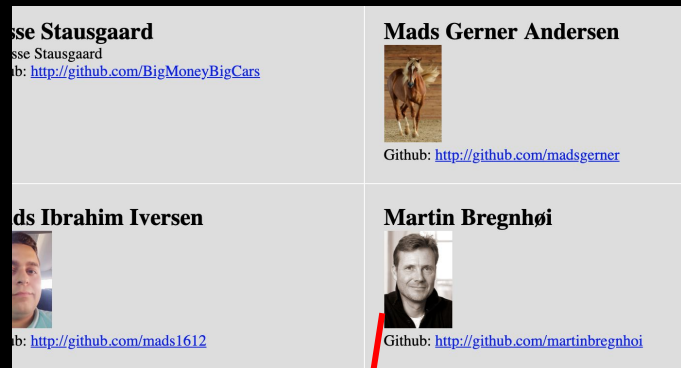 sse Stausgaard
Mads Gerner Andersen
sse Stausgaard
ub: http://github.com/BigMoneyBigCars
Github: http://github.com/madsgerner
ds Ibrahim Iversen
Martin Bregnhøi
ub: http://github.com/mads1612
Github: http://github.com/martinbregnhoi